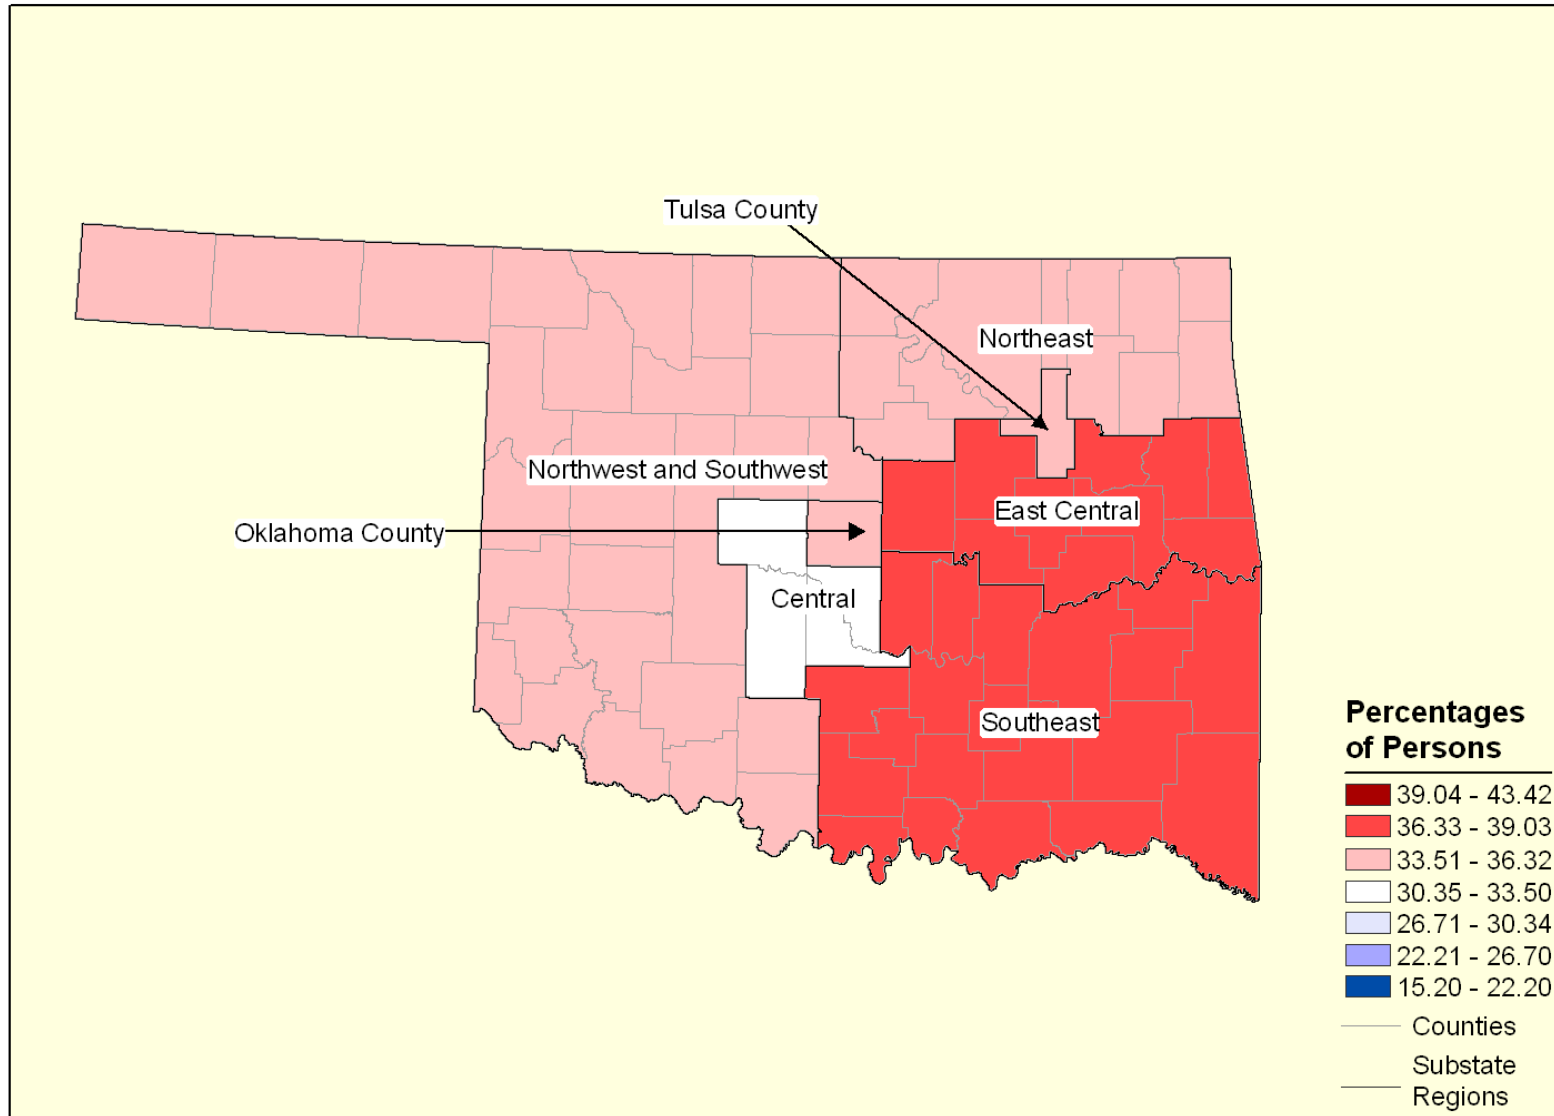 Tulsa County
Northeast
Northwest and Southwest
East Central
Oklahoma County
Central
Southeast
Percentages
of Persons
39.04 - 43.42
36.33 - 39.03
33.51 - 36.32
30.35 - 33.50
26.71 - 30.34
22.21 - 26.70
15.20 - 22.20
Counties
Substate
Regions